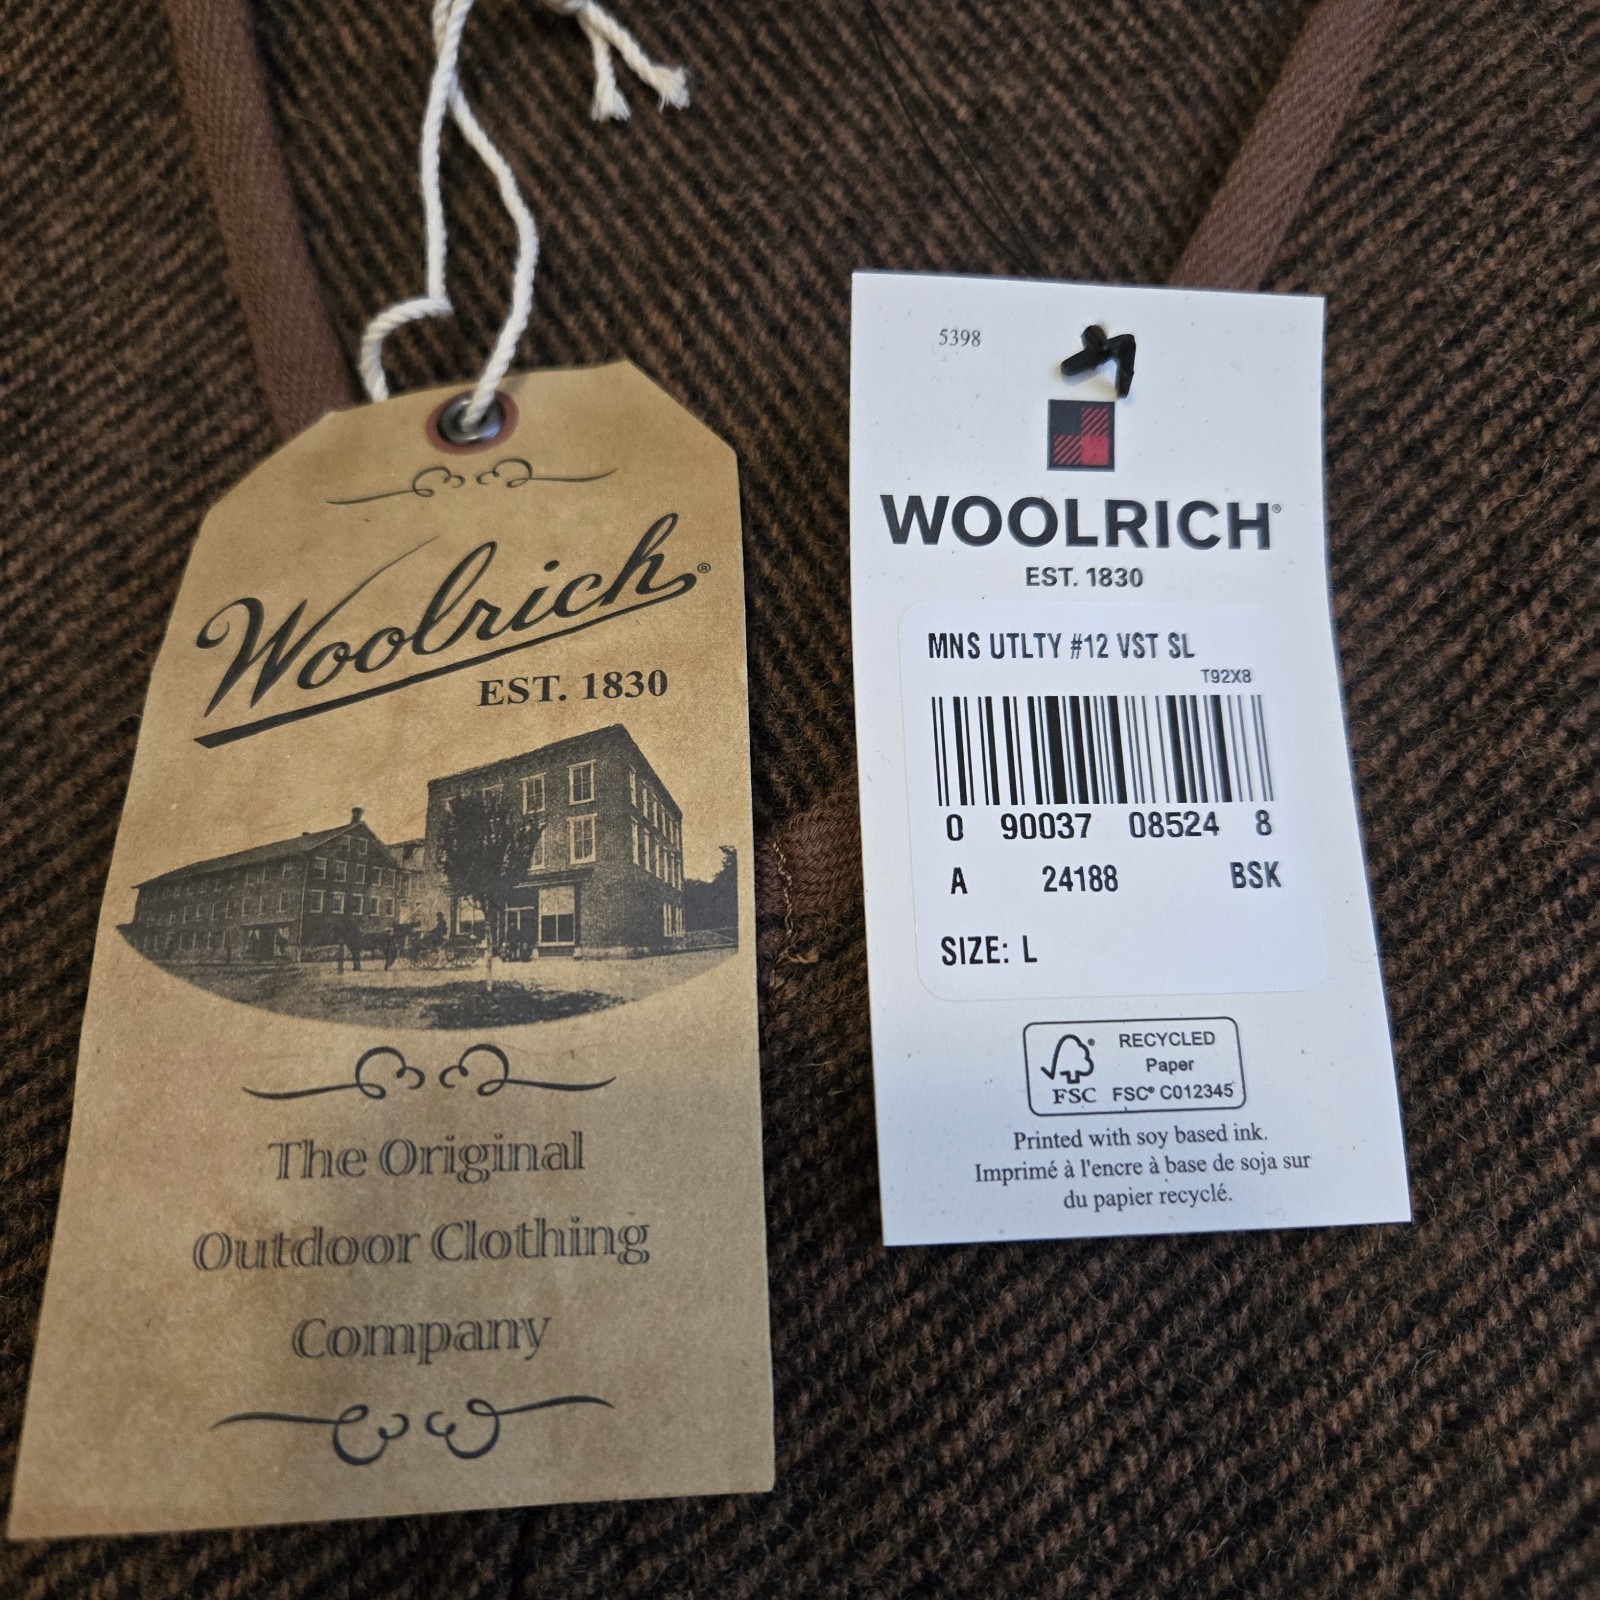 Woolrich®
EST. 1830
The Original
Outdoor Clothing
Company
5398
WOOLRICH®
EST. 1830
MNS UTLTY #12 VST SL
T92X8
0 90037 08524 8
A 24188 BSK
SIZE: L
RECYCLED
Paper
FSC® C012345
FSC
Printed with soy based ink.
Imprimé à l'encre à base de soja sur
du papier recyclé.